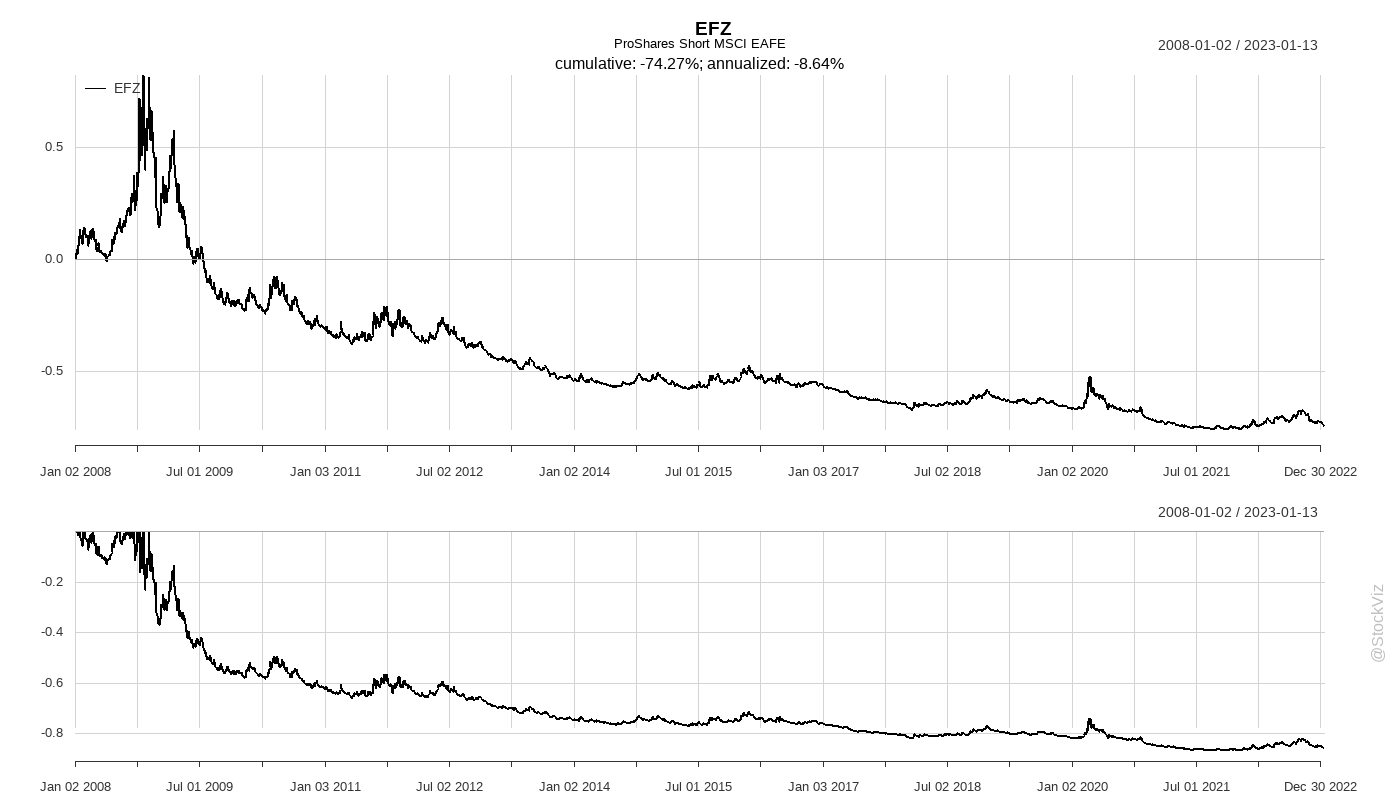 EFZ
ProShares Short MSCI EAFE
2008-01-02 / 2023-01-13
cumulative: -74.27%; annualized: -8.64%
EFZ
0.5
0.0
-0.5
Jan 02 2008 Jul 01 2009 Jan 03 2011 Jul 02 2012 Jan 02 2014 Jul 01 2015 Jan 03 2017 Jul 02 2018 Jan 02 2020 Jul 01 2021 Dec 30 2022
2008-01-02 / 2023-01-13
-0.2
-0.4
-0.6
-0.8
Jan 02 2008 Jul 01 2009 Jan 03 2011 Jul 02 2012 Jan 02 2014 Jul 01 2015 Jan 03 2017 Jul 02 2018 Jan 02 2020 Jul 01 2021 Dec 30 2022
@StockViz